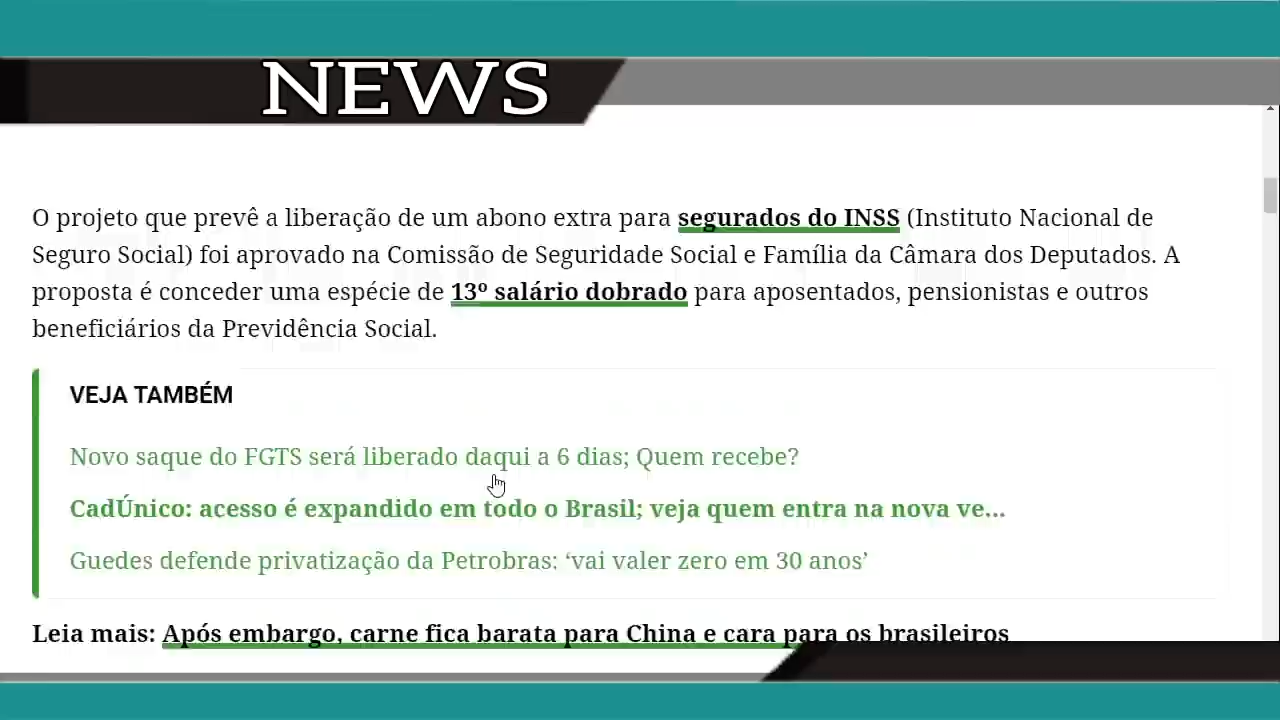 NEWS
O projeto que prevê a liberação de um abono extra para segurados do INSS (Instituto Nacional de
Seguro Social) foi aprovado na Comissão de Seguridade Social e Família da Câmara dos Deputados. A
proposta é conceder uma espécie de 13º salário dobrado para aposentados, pensionistas e outros
beneficiários da Previdência Social.
VEJA TAMBÉM
Novo saque do FGTS será liberado daqui a 6 dias; Quem recebe?
CadÚnico: acesso é expandido em todo o Brasil; veja quem entra na nova ve...
Guedes defende privatização da Petrobras: ‘vai valer zero em 30 anos’
Leia mais: Após embargo, carne fica barata para China e cara para os brasileiros